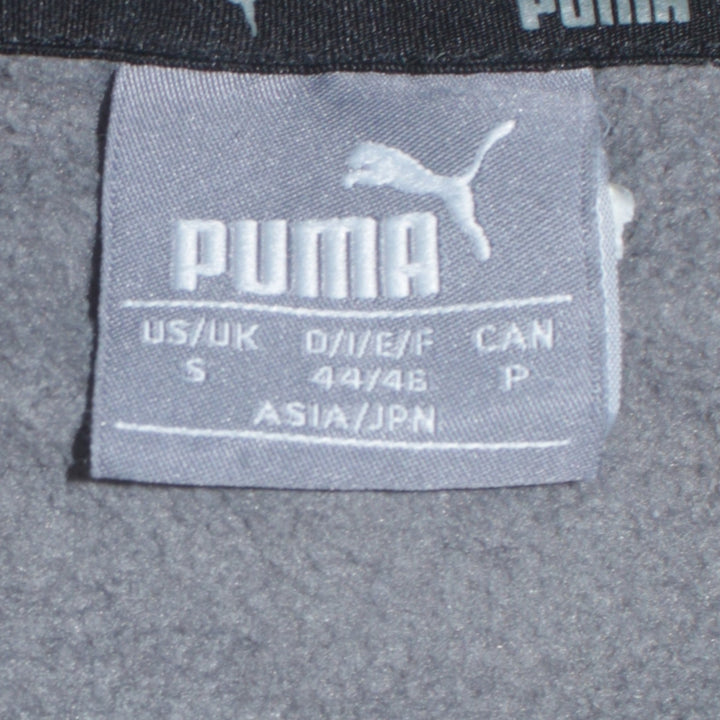 PUMA
PUMA
US/UK D/I/E/F CAN
S 44/46 P
ASIA/JPN